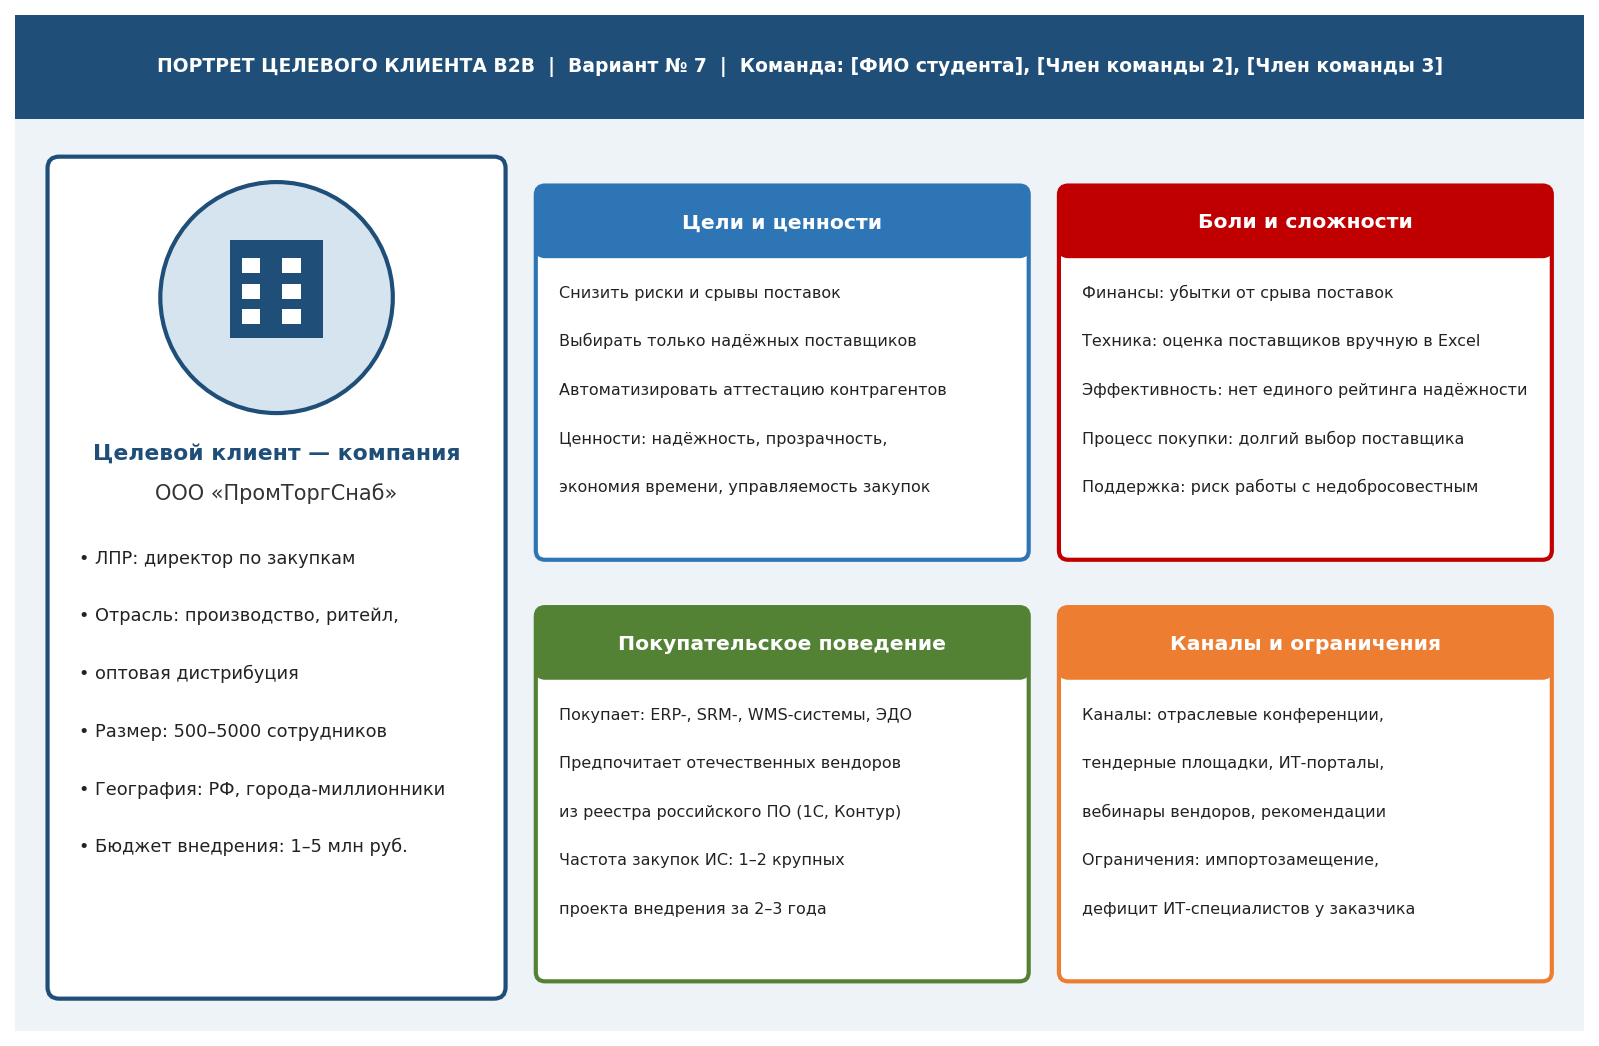 ПОРТРЕТ ЦЕЛЕВОГО КЛИЕНТА B2B | Вариант № 7 | Команда: [ФИО студента], [Член команды 2], [Член команды 3]
Целевой клиент — компания
ООО «ПромТоргСнаб»
• ЛПР: директор по закупкам
• Отрасль: производство, ритейл,
• оптовая дистрибуция
• Размер: 500–5000 сотрудников
• География: РФ, города-миллионники
• Бюджет внедрения: 1–5 млн руб.
Цели и ценности
Снизить риски и срывы поставок
Выбирать только надёжных поставщиков
Автоматизировать аттестацию контрагентов
Ценности: надёжность, прозрачность,
экономия времени, управляемость закупок
Боли и сложности
Финансы: убытки от срыва поставок
Техника: оценка поставщиков вручную в Excel
Эффективность: нет единого рейтинга надёжности
Процесс покупки: долгий выбор поставщика
Поддержка: риск работы с недобросовестным
Покупательское поведение
Покупает: ERP-, SRM-, WMS-системы, ЭДО
Предпочитает отечественных вендоров
из реестра российского ПО (1С, Контур)
Частота закупок ИС: 1–2 крупных
проекта внедрения за 2–3 года
Каналы и ограничения
Каналы: отраслевые конференции,
тендерные площадки, ИТ-порталы,
вебинары вендоров, рекомендации
Ограничения: импортозамещение,
дефицит ИТ-специалистов у заказчика